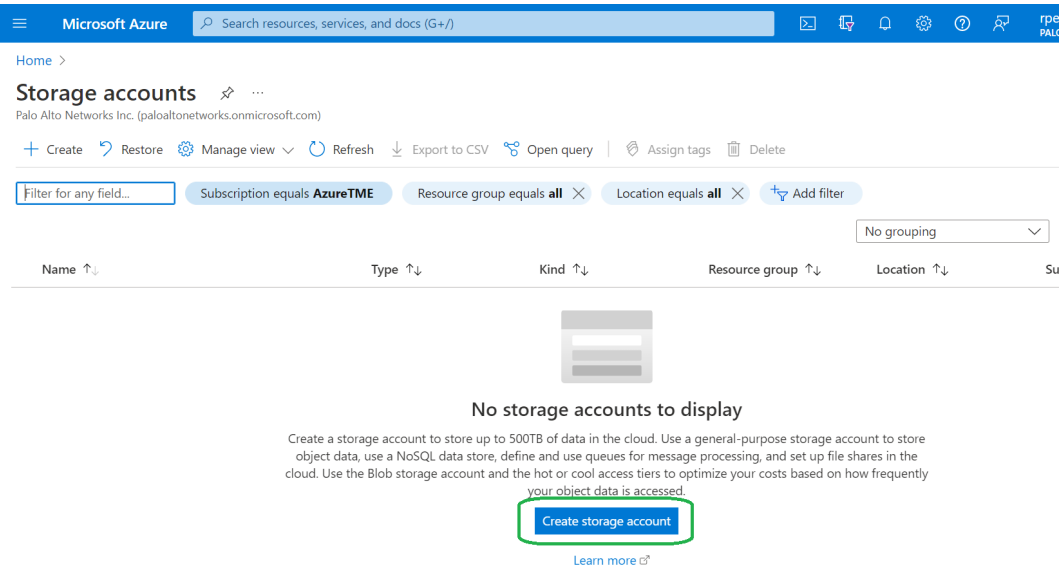 Microsoft Azure
Search resources, services, and docs (G+/)
rpe
PALO
Home >
Storage accounts ...
Palo Alto Networks Inc. (paloaltonetworks.onmicrosoft.com)
+ Create Restore Manage view Refresh Export to CSV Open query Assign tags Delete
Filter for any field... Subscription equals AzureTME Resource group equals all Location equals all Add filter
No grouping
Name ↑↓ Type ↑↓ Kind ↑↓ Resource group ↑↓ Location ↑↓ Su
No storage accounts to display
Create a storage account to store up to 500TB of data in the cloud. Use a general-purpose storage account to store
object data, use a NoSQL data store, define and use queues for message processing, and set up file shares in the
cloud. Use the Blob storage account and the hot or cool access tiers to optimize your costs based on how frequently
your object data is accessed.
Create storage account
Learn more